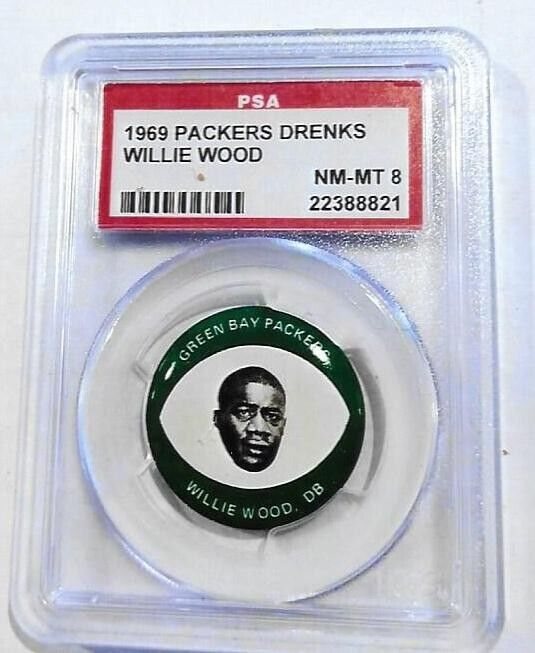 PSA
1969 PACKERS DRENKS
WILLIE WOOD
NM-MT 8
22388821
GREEN BAY PACKERS
WILLIE WOOD, DB